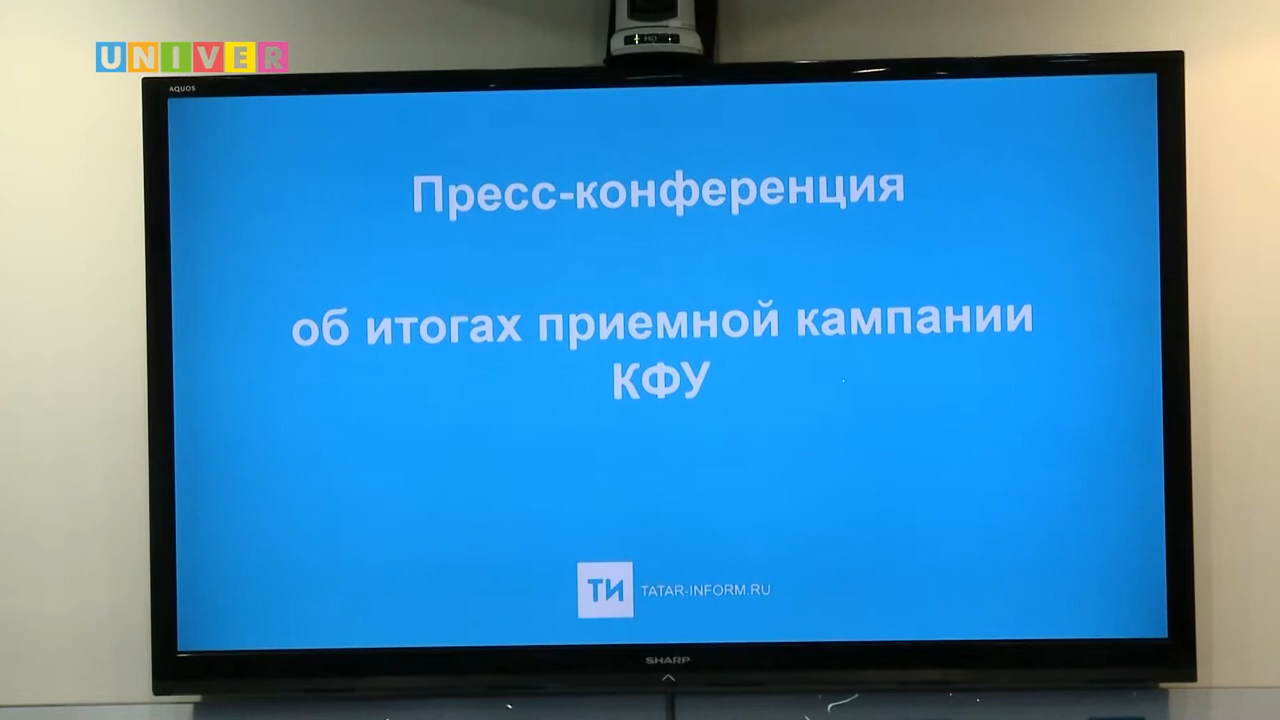 UNIVER
HD
AQUOS
Пресс-конференция
об итогах приемной кампании
КФУ
ТИ TATAR-INFORM.RU
SHARP